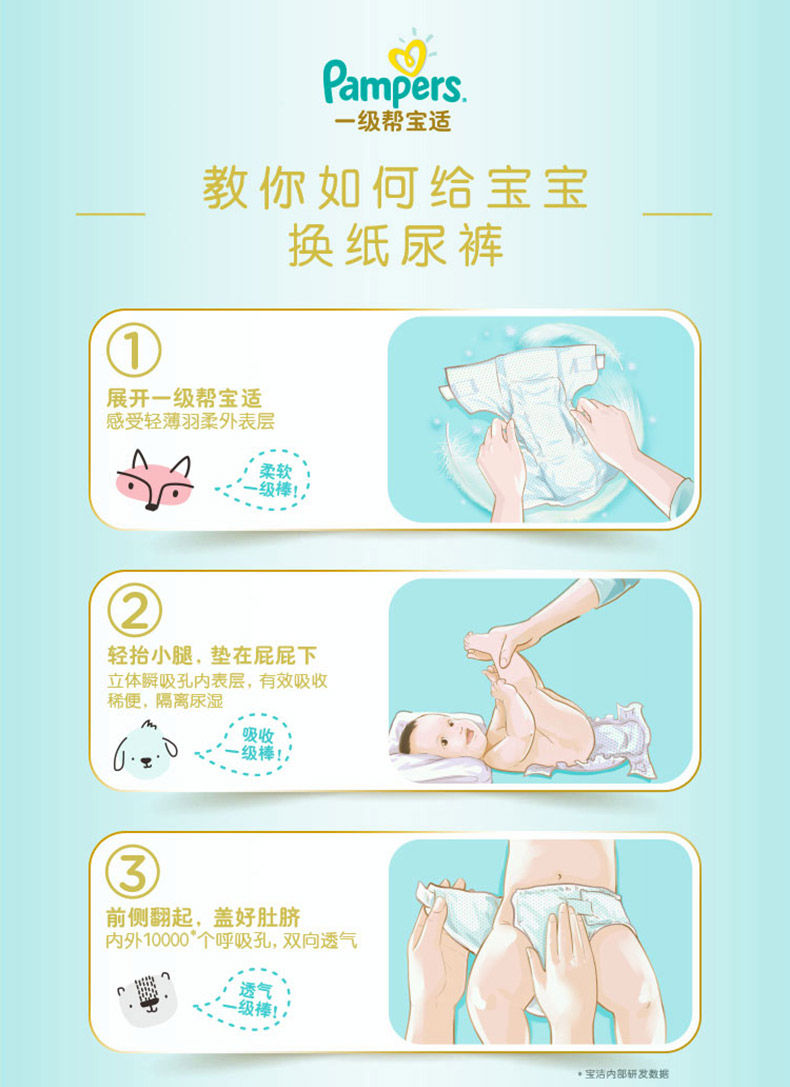 Pampers.
一级帮宝适
教你如何给宝宝
换纸尿裤
1
展开一级帮宝适
感受轻薄羽柔外表层
柔软
一级棒!
2
轻抬小腿，垫在屁屁下
立体瞬吸孔内表层，有效吸收
稀便，隔离尿湿
吸收
一级棒!
3
前侧翻起，盖好肚脐
内外10000*个呼吸孔，双向透气
透气
一级棒!
*宝洁内部研发数据